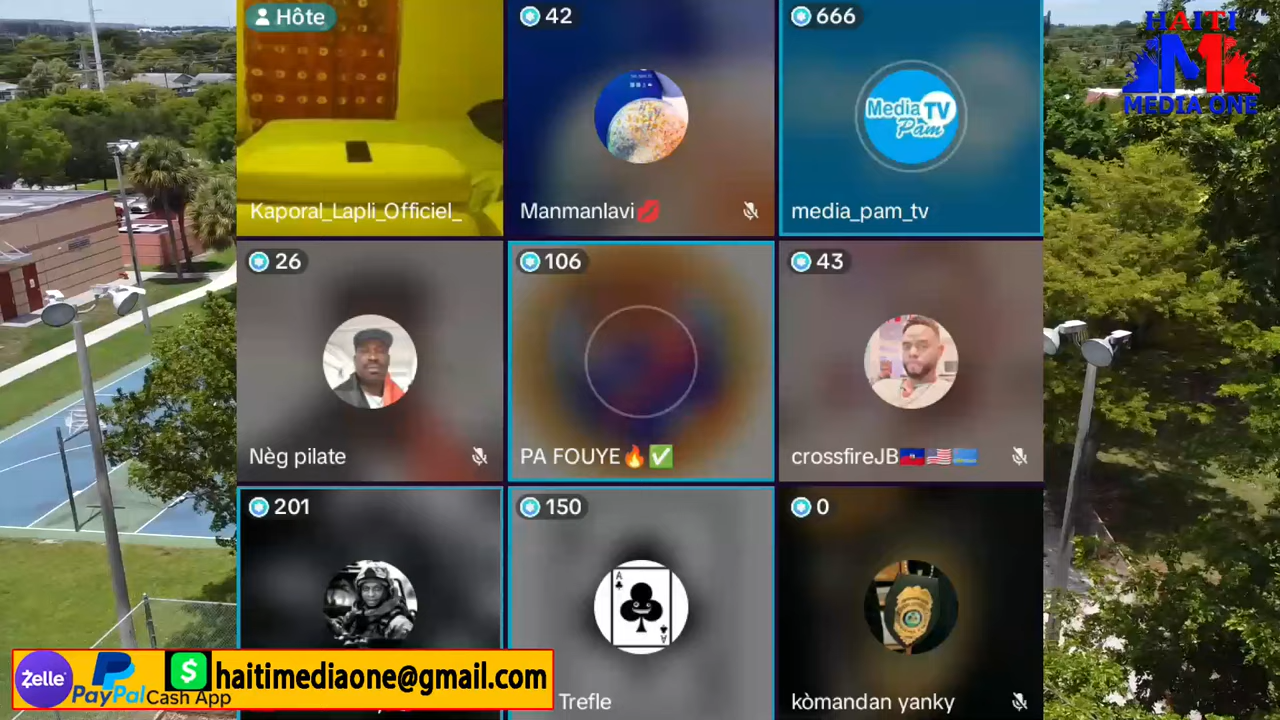 Hôte
42
666
HAITI
M
MEDIA ONE
Media TV
Pam
Kaporal_Lapli_Officiel_
Manmanlavi💋
media_pam_tv
26
106
43
Nèg pilate
PA FOUYE🔥✅
crossfireJB🇭🇹🇺🇸🇦🇼
201
150
0
A
A
Zelle
PayPal
$
Cash App
haitimediaone@gmail.com
Trefle
kòmandan yanky